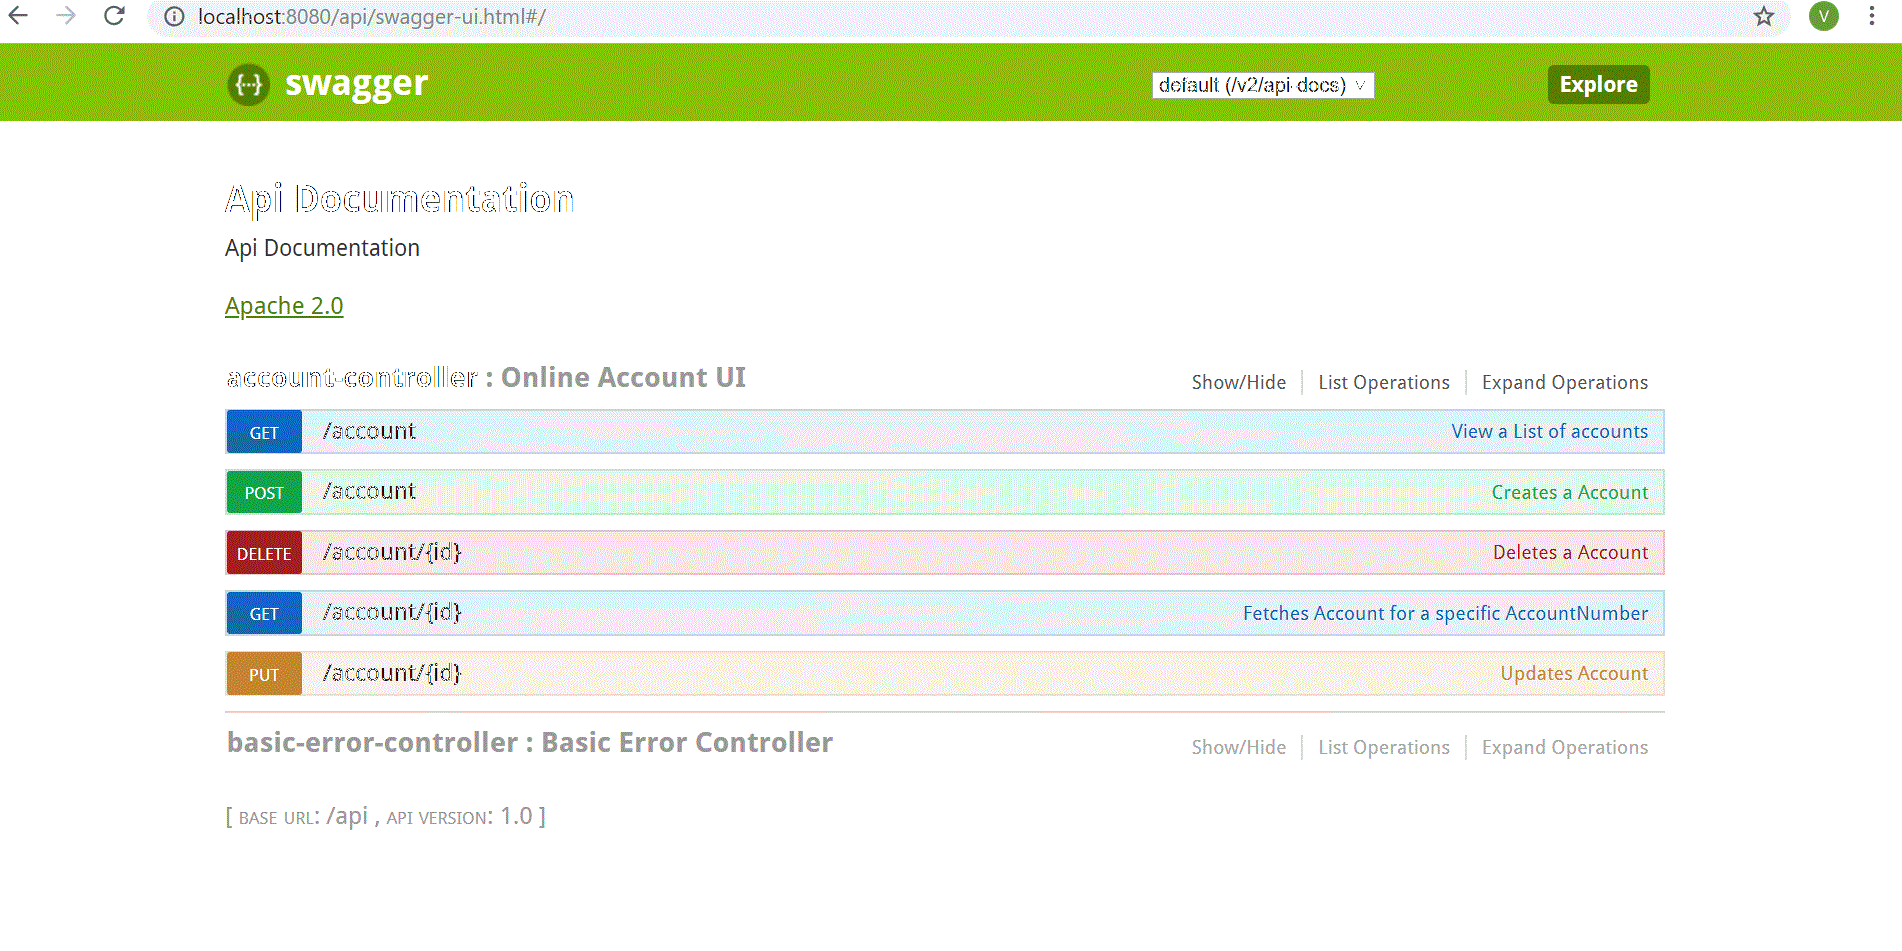 localhost:8080/api/swagger-ui.html#/
V
{···} swagger
default (/v2/api-docs)
Explore
Api Documentation
Api Documentation
Apache 2.0
account-controller : Online Account UI
Show/Hide
List Operations
Expand Operations
GET /account View a List of accounts
POST /account Creates a Account
DELETE /account/{id} Deletes a Account
GET /account/{id} Fetches Account for a specific AccountNumber
PUT /account/{id} Updates Account
basic-error-controller : Basic Error Controller
Show/Hide
List Operations
Expand Operations
[ BASE URL: /api , API VERSION: 1.0 ]